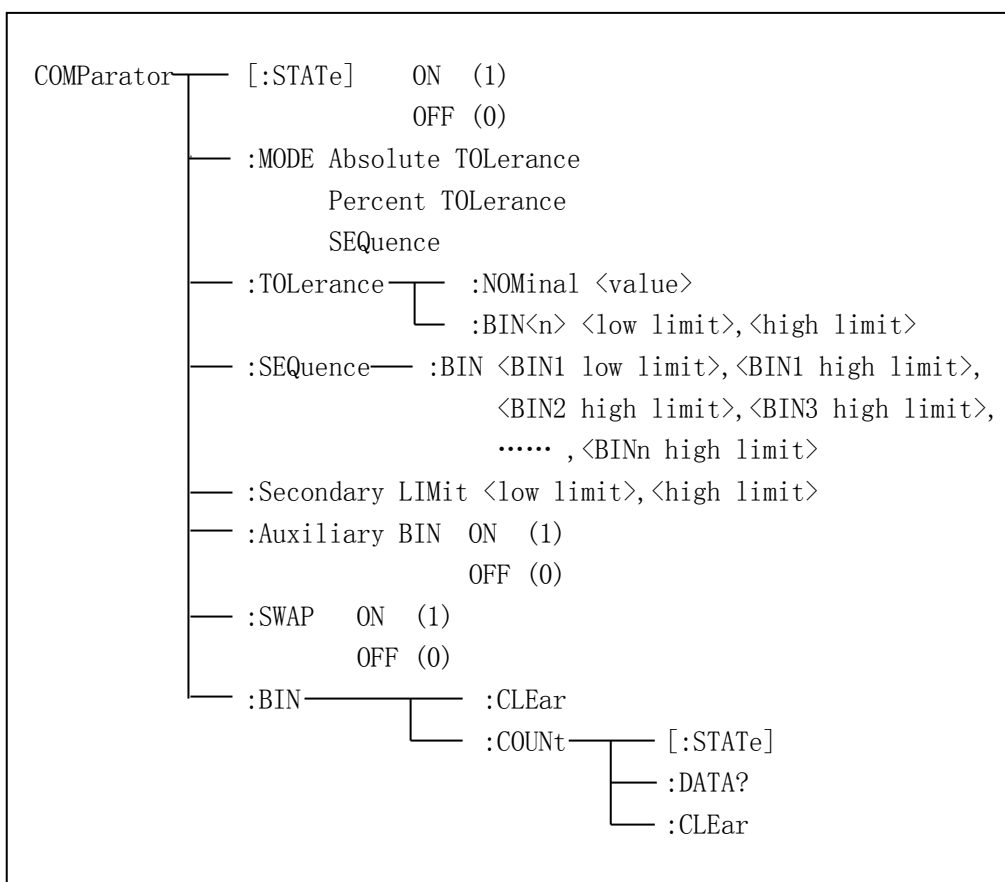 COMParator [:STATe] ON (1)
OFF (0)
:MODE Absolute TOLerance
Percent TOLerance
SEQuence
:TOLerance :NOMinal <value>
:BIN<n> <low limit>,<high limit>
:SEQuence :BIN <BIN1 low limit>,<BIN1 high limit>,
<BIN2 high limit>,<BIN3 high limit>,
…… ,<BINn high limit>
:Secondary LIMit <low limit>,<high limit>
:Auxiliary BIN ON (1)
OFF (0)
:SWAP ON (1)
OFF (0)
:BIN :CLEar
:COUNt [:STATe]
:DATA?
:CLEar